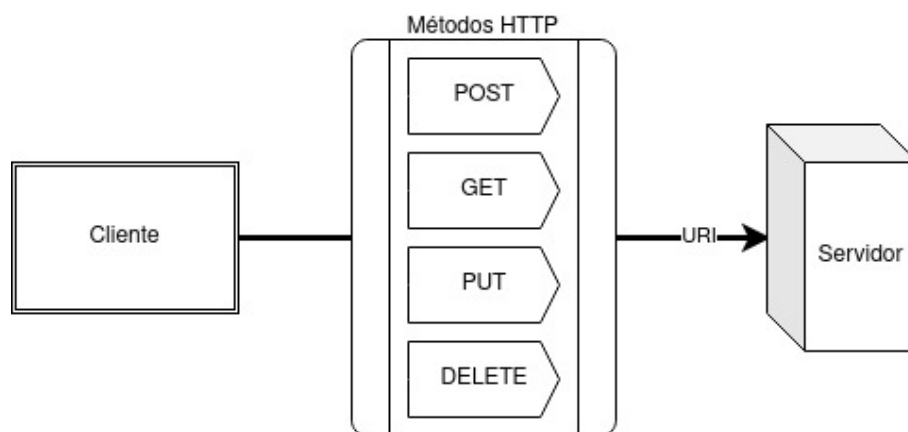 Métodos HTTP
POST
GET
PUT
DELETE
Cliente
URI
Servidor